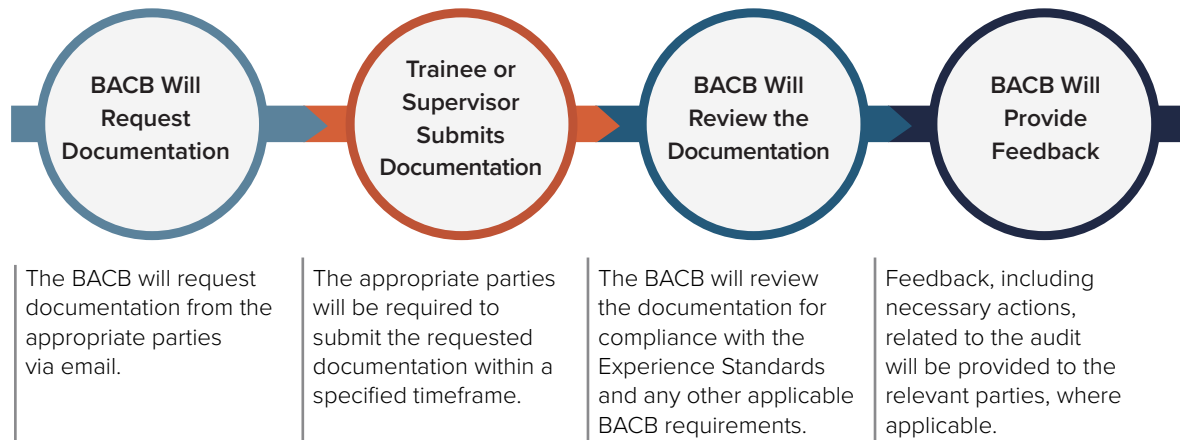 BACB Will
Request
Documentation
Trainee or
Supervisor
Submits
Documentation
BACB Will
Review the
Documentation
BACB Will
Provide
Feedback
The BACB will request
documentation from the
appropriate parties
via email.
The appropriate parties
will be required to
submit the requested
documentation within a
specified timeframe.
The BACB will review
the documentation for
compliance with the
Experience Standards
and any other applicable
BACB requirements.
Feedback, including
necessary actions,
related to the audit
will be provided to the
relevant parties, where
applicable.